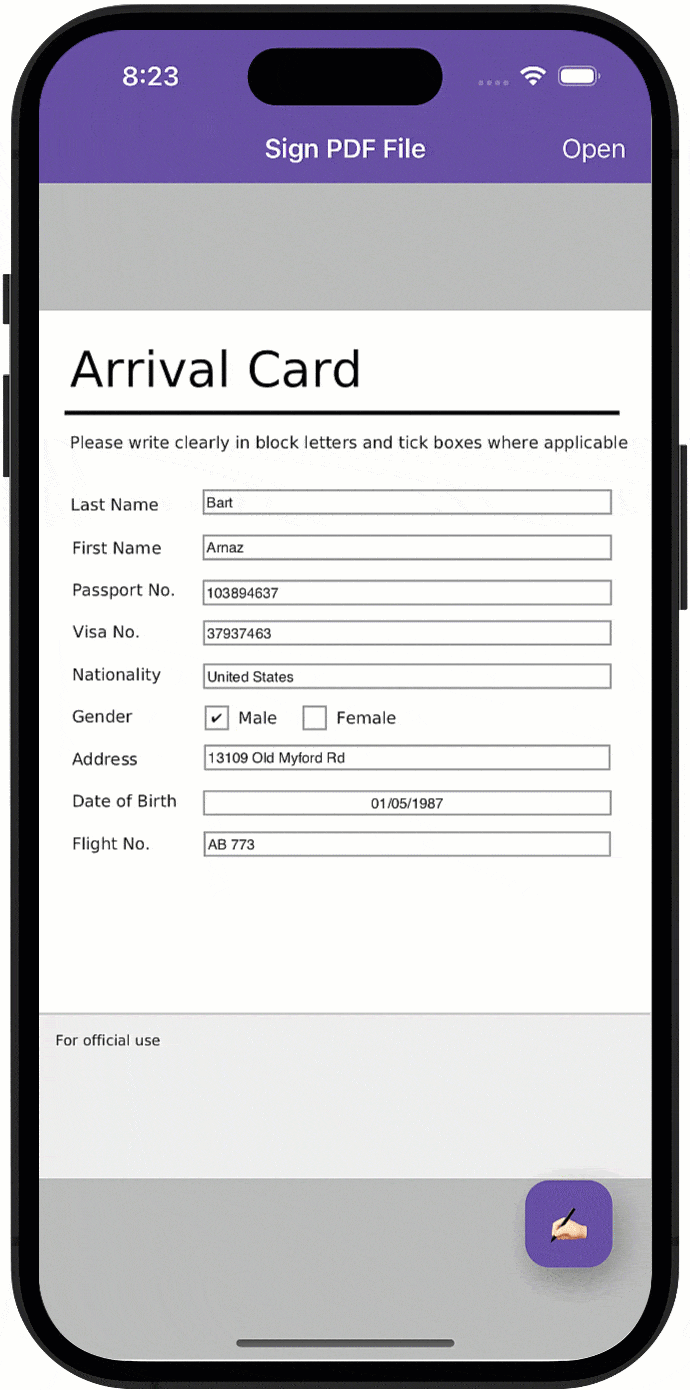 8:23
Sign PDF File Open
Arrival Card
Please write clearly in block letters and tick boxes where applicable
Last Name Bart
First Name Arnaz
Passport No. 103894637
Visa No. 37937463
Nationality United States
Gender ✔ Male Female
Address 13109 Old Myford Rd
Date of Birth 01/05/1987
Flight No. AB 773
For official use